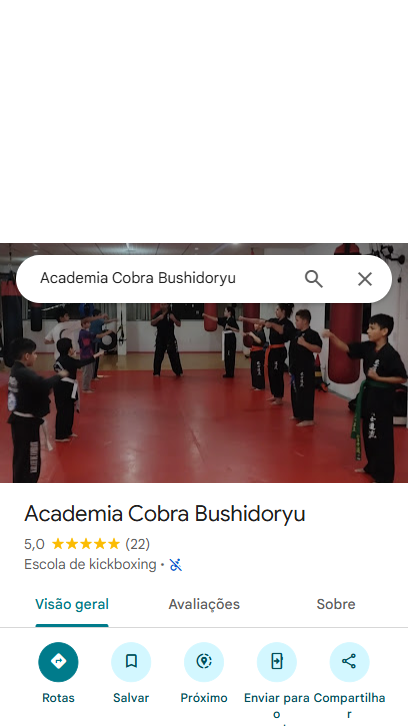 Academia Cobra Bushidoryu
Academia Cobra Bushidoryu
5,0 (22)
Escola de kickboxing ·
Visão geral Avaliações Sobre
Rotas Salvar Próximo Enviar para o Compartilhar